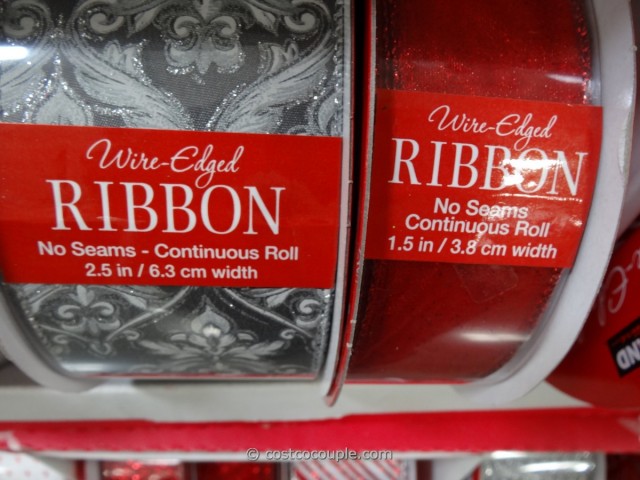 Wire-Edged
RIBBON
No Seams - Continuous Roll
2.5 in / 6.3 cm width
Wire-Edged
RIBBON
No Seams
Continuous Roll
1.5 in / 3.8 cm width
© costcocouple.com